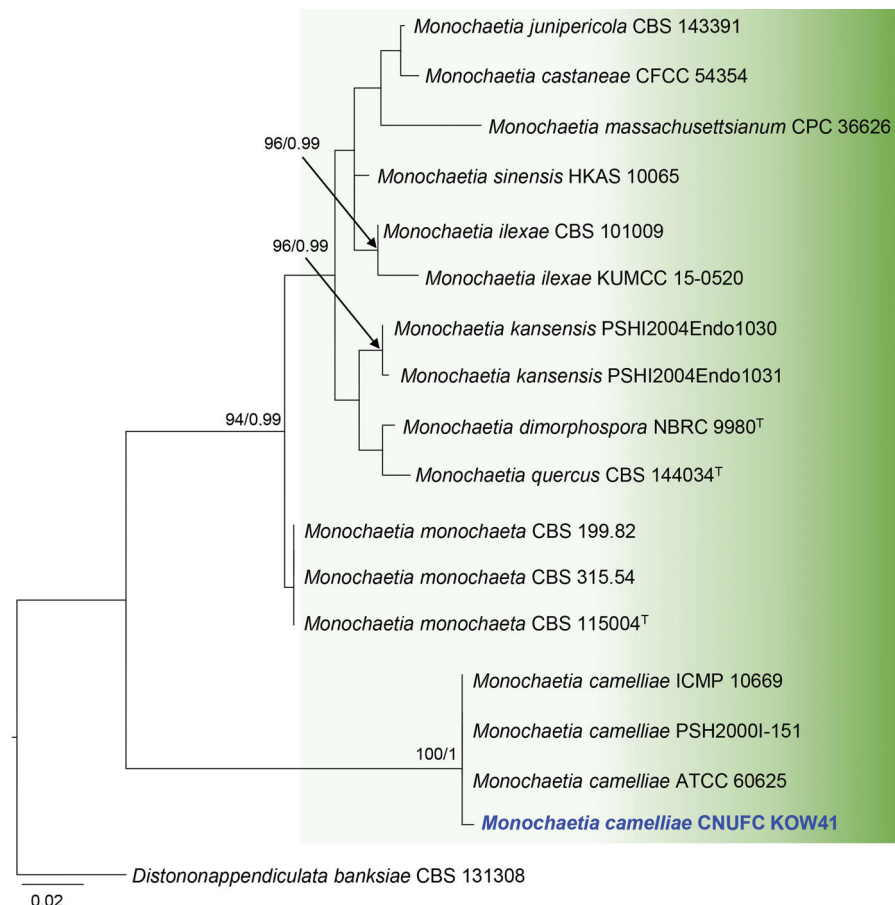 Monochaetia junipericola CBS 143391
Monochaetia castaneae CFCC 54354
Monochaetia massachusettsianum CPC 36626
96/0.99
Monochaetia sinensis HKAS 10065
Monochaetia ilexae CBS 101009
96/0.99
Monochaetia ilexae KUMCC 15-0520
Monochaetia kansensis PSHI2004Endo1030
Monochaetia kansensis PSHI2004Endo1031
94/0.99
Monochaetia dimorphospora NBRC 9980ᵀ
Monochaetia quercus CBS 144034ᵀ
Monochaetia monochaeta CBS 199.82
Monochaetia monochaeta CBS 315.54
Monochaetia monochaeta CBS 115004ᵀ
Monochaetia camelliae ICMP 10669
Monochaetia camelliae PSH2000I-151
100/1
Monochaetia camelliae ATCC 60625
Monochaetia camelliae CNUFC KOW41
Distononappendiculata banksiae CBS 131308
0.02